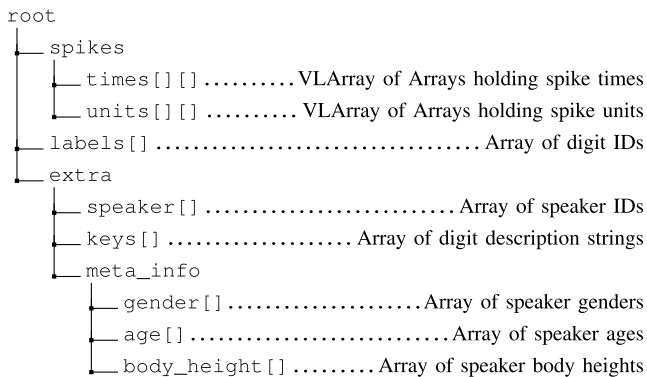 root
spikes
times[][] .......... VLArray of Arrays holding spike times
units[][] .......... VLArray of Arrays holding spike units
labels[] .................................... Array of digit IDs
extra
speaker[] ........................... Array of speaker IDs
keys[] .................... Array of digit description strings
meta_info
gender[] ..................... Array of speaker genders
age[] ............................ Array of speaker ages
body_height[] ......... Array of speaker body heights